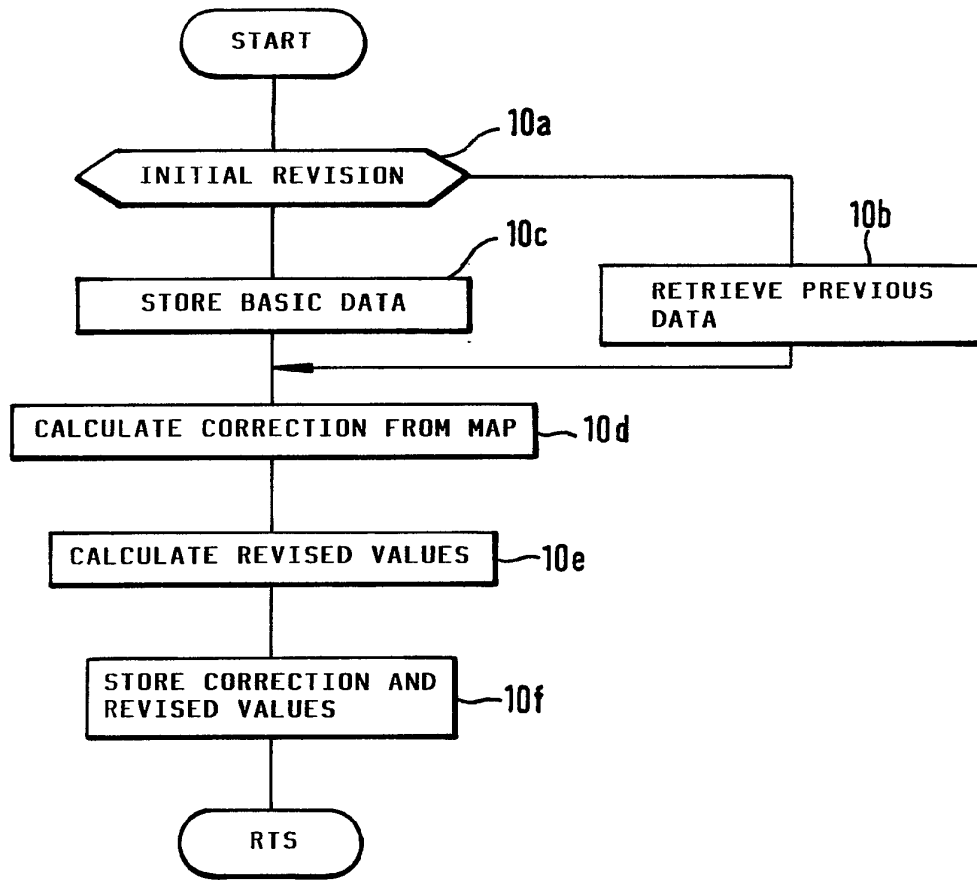 START
10a
INITIAL REVISION
10b
10c
STORE BASIC DATA
RETRIEVE PREVIOUS
DATA
CALCULATE CORRECTION FROM MAP
10d
CALCULATE REVISED VALUES
10e
STORE CORRECTION AND
REVISED VALUES
10f
RTS